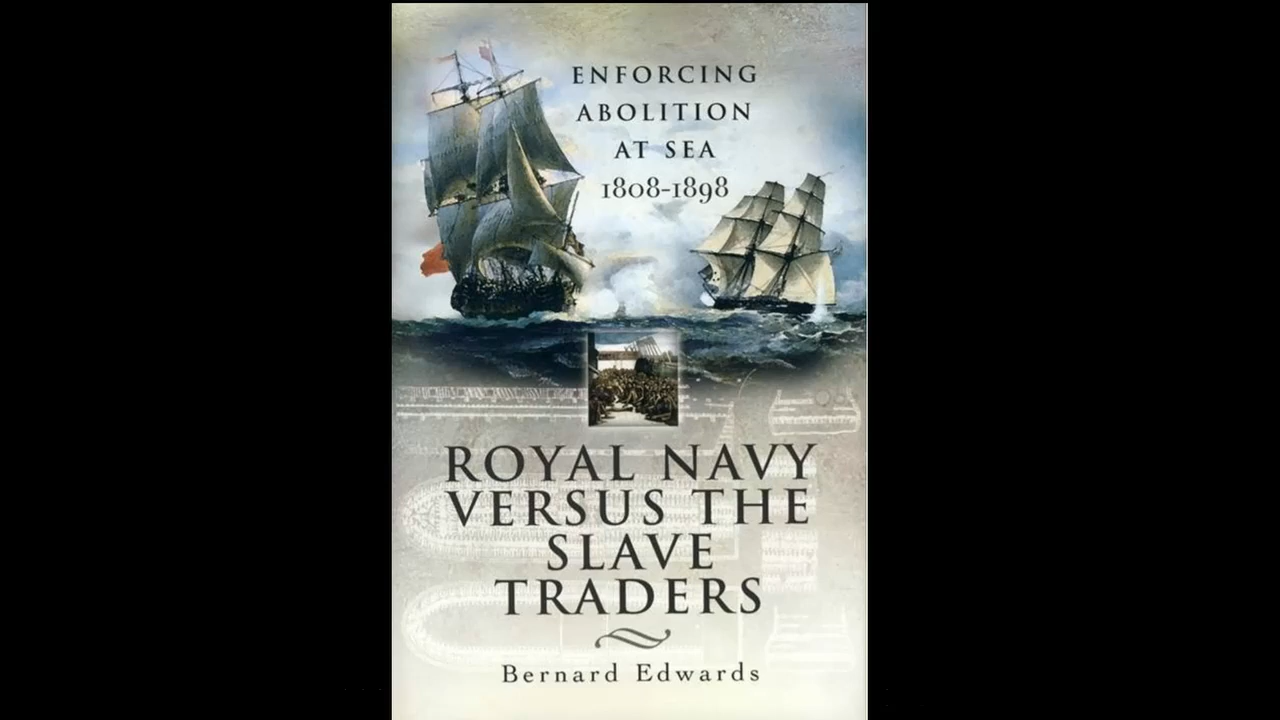 ENFORCING
ABOLITION
AT SEA
1808-1898
ROYAL NAVY
VERSUS THE
SLAVE
TRADERS
Bernard Edwards